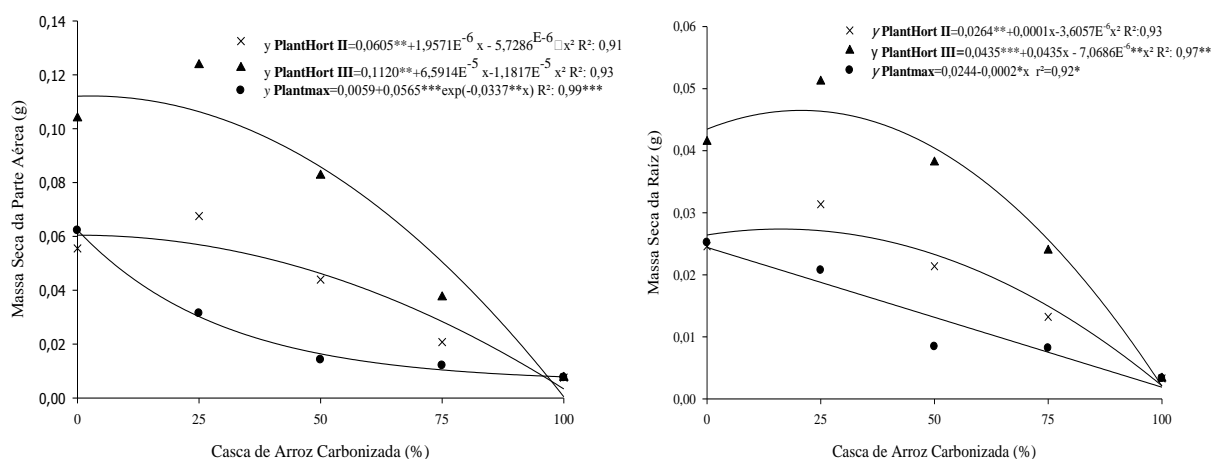 0,14
0,12
0,10
0,08
0,06
0,04
0,02
0,00
Massa Seca da Parte Aérea (g)
y PlantHort II=0,0605**+1,9571E-6 x - 5,7286E-6□x² R²: 0,91
y PlantHort III=0,1120**+6,5914E-5 x-1,1817E-5 x² R²: 0,93
y Plantmax=0,0059+0,0565***exp(-0,0337**x) R²: 0,99***
0 25 50 75 100
Casca de Arroz Carbonizada (%)
0,06
0,05
0,04
0,03
0,02
0,01
0,00
Massa Seca da Raíz (g)
y PlantHort II=0,0264**+0,0001x-3,6057E-6x² R²:0,93
y PlantHort III=0,0435***+0,0435x - 7,0686E-6**x² R²: 0,97**
y Plantmax=0,0244-0,0002*x r²=0,92*
0 25 50 75 100
Casca de Arroz Carbonizada (%)